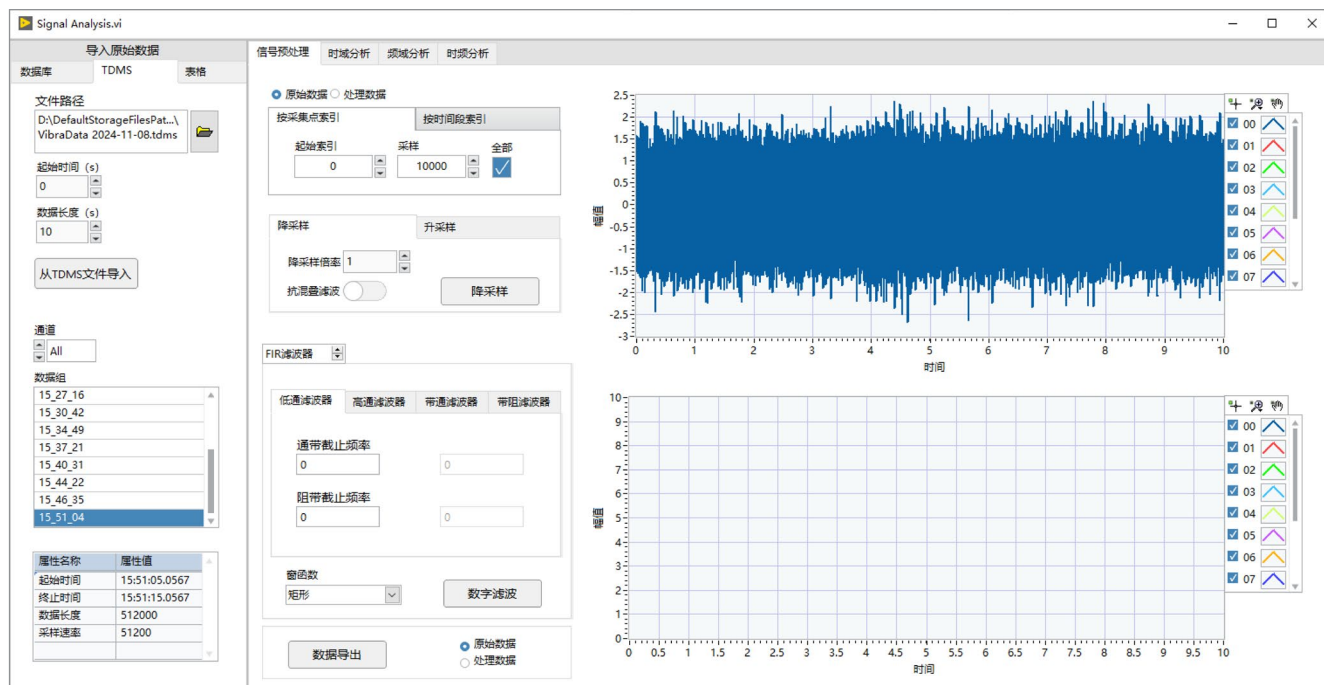 Signal Analysis.vi
导入原始数据
数据库 TDMS 表格
文件路径
D:\DefaultStorageFilesPat...\
VibraData 2024-11-08.tdms
起始时间 (s)
0
数据长度 (s)
10
从TDMS文件导入
通道
All
数据组
15_27_16
15_30_42
15_34_49
15_37_21
15_40_31
15_44_22
15_46_35
15_51_04
属性名称 属性值
起始时间 15:51:05.0567
终止时间 15:51:15.0567
数据长度 512000
采样速率 51200
信号预处理 时域分析 频域分析 时频分析
原始数据 处理数据
按采集点索引 按时间段索引
起始索引 采样 全部
0 10000
降采样 升采样
降采样倍率 1
抗混叠滤波 降采样
FIR滤波器
低通滤波器 高通滤波器 带通滤波器 带阻滤波器
通带截止频率
0 0
阻带截止频率
0 0
窗函数
矩形 数字滤波
数据导出 原始数据
处理数据
2.5
2
1.5
1
0.5
0
-0.5
-1
-1.5
-2
-2.5
-3
幅值
0 1 2 3 4 5 6 7 8 9 10
时间
00
01
02
03
04
05
06
07
10
9
8
7
6
5
4
3
2
1
0
幅值
0 0.5 1 1.5 2 2.5 3 3.5 4 4.5 5 5.5 6 6.5 7 7.5 8 8.5 9 9.5 10
时间
00
01
02
03
04
05
06
07